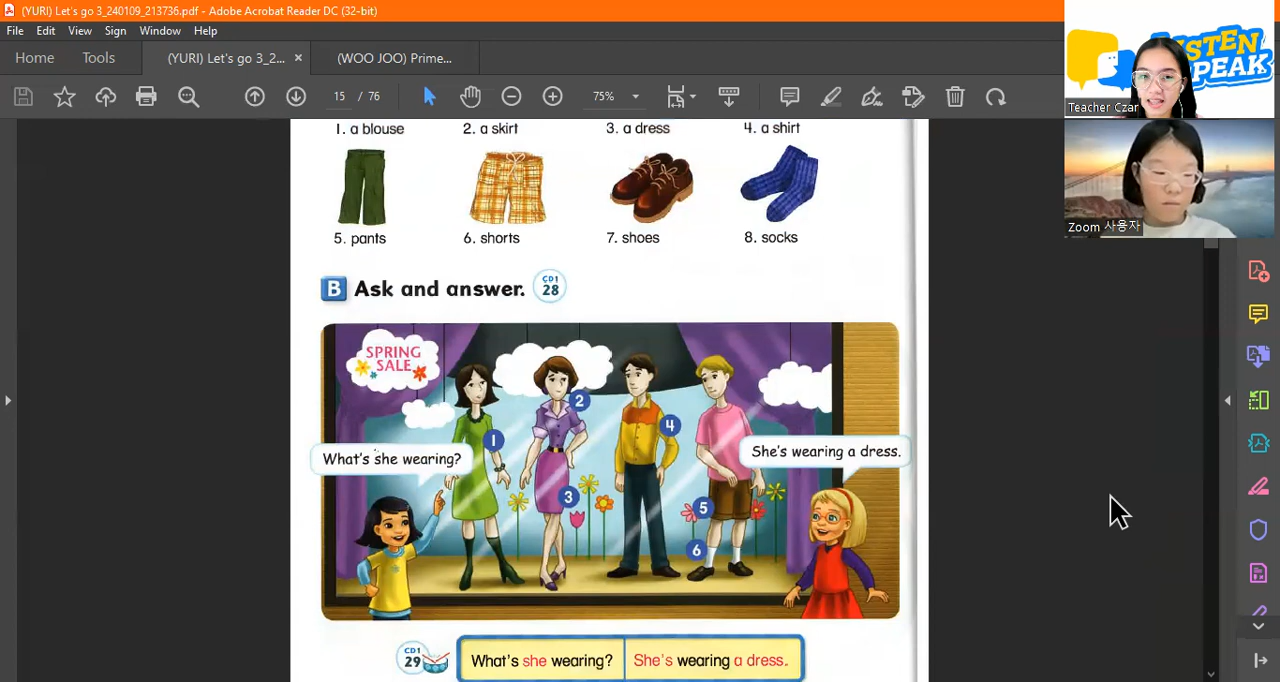 (YURI) Let's go 3_240109_213736.pdf - Adobe Acrobat Reader DC (32-bit)
File Edit View Sign Window Help
Home Tools (YURI) Let's go 3_2... × (WOO JOO) Prime...
15 / 76 75%
LISTEN
SPEAK
Teacher Czar
Zoom 사용자
1. a blouse 2. a skirt 3. a dress 4. a shirt
5. pants 6. shorts 7. shoes 8. socks
B Ask and answer. CD1 28
SPRING
SALE
2
4
1
What's she wearing?
She's wearing a dress.
3
5
6
CD1
29
What's she wearing? She's wearing a dress.